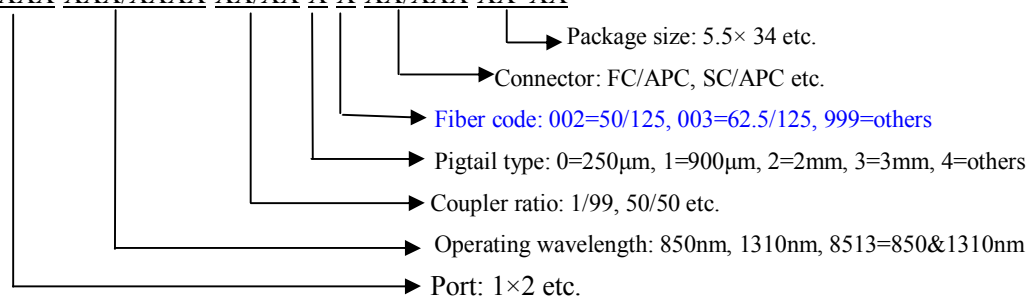 XXX XXX/XXXX XX/XX X X XX/XXX XX*XX
Package size: 5.5× 34 etc.
Connector: FC/APC, SC/APC etc.
Fiber code: 002=50/125, 003=62.5/125, 999=others
Pigtail type: 0=250μm, 1=900μm, 2=2mm, 3=3mm, 4=others
Coupler ratio: 1/99, 50/50 etc.
Operating wavelength: 850nm, 1310nm, 8513=850&1310nm
Port: 1×2 etc.